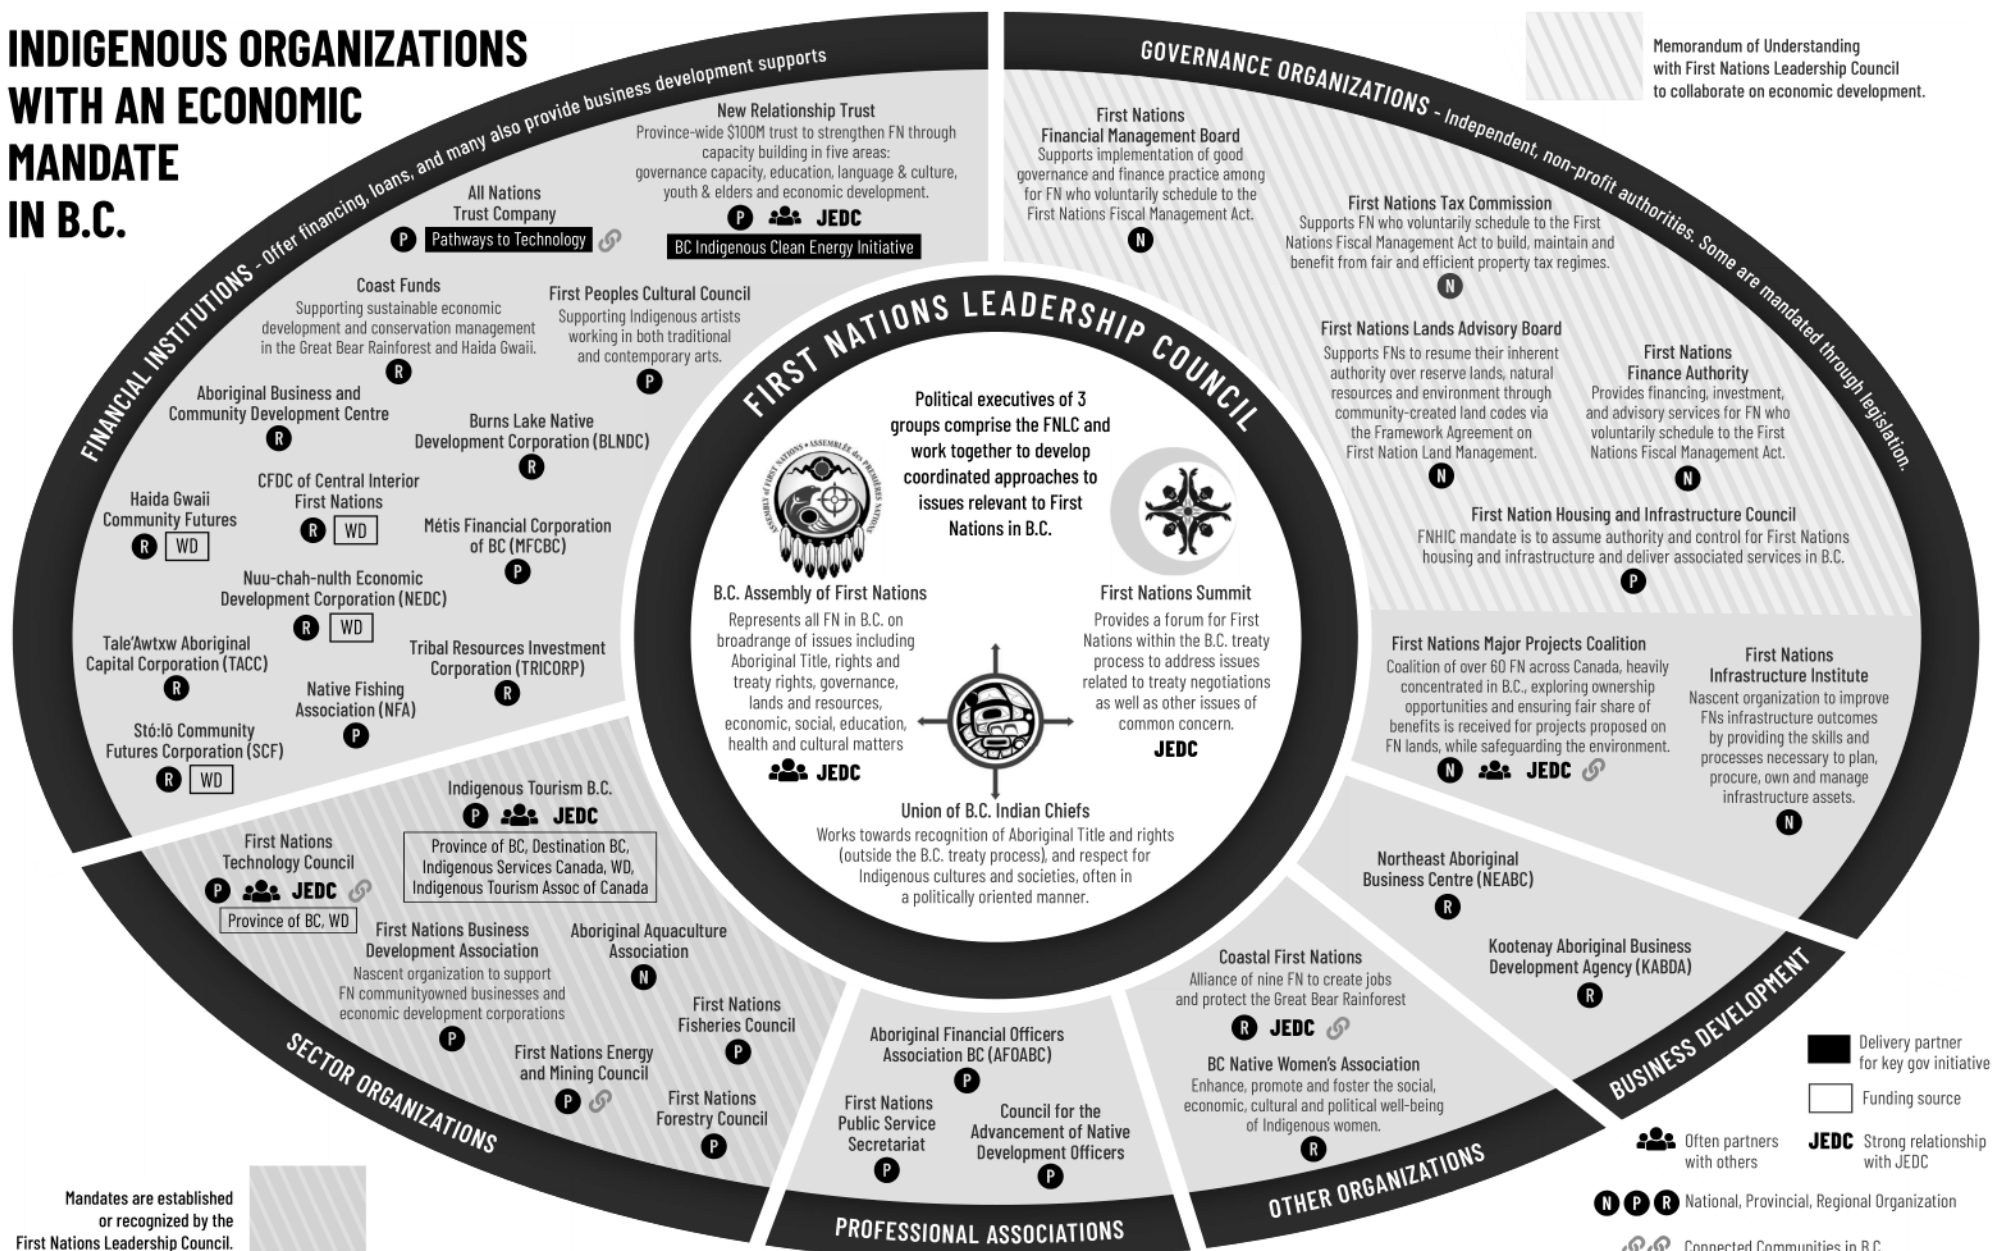 INDIGENOUS ORGANIZATIONS
WITH AN ECONOMIC
MANDATE
IN B.C.
Memorandum of Understanding
with First Nations Leadership Council
to collaborate on economic development.
FINANCIAL INSTITUTIONS - Offer financing, loans, and many also provide business development supports
New Relationship Trust
Province-wide $100M trust to strengthen FN through
capacity building in five areas:
governance capacity, education, language & culture,
youth & elders and economic development.
P JEDC
BC Indigenous Clean Energy Initiative
All Nations
Trust Company
P Pathways to Technology
Coast Funds
Supporting sustainable economic
development and conservation management
in the Great Bear Rainforest and Haida Gwaii.
R
First Peoples Cultural Council
Supporting Indigenous artists
working in both traditional
and contemporary arts.
P
Aboriginal Business and
Community Development Centre
R
Burns Lake Native
Development Corporation (BLNDC)
R
CFDC of Central Interior
First Nations
R WD
Haida Gwaii
Community Futures
R WD
Métis Financial Corporation
of BC (MFCBC)
P
Nuu-chah-nulth Economic
Development Corporation (NEDC)
R WD
Tale'Awtxw Aboriginal
Capital Corporation (TACC)
R
Tribal Resources Investment
Corporation (TRICORP)
R
Native Fishing
Association (NFA)
P
Stó:lō Community
Futures Corporation (SCF)
R WD
GOVERNANCE ORGANIZATIONS - Independent, non-profit authorities. Some are mandated through legislation.
First Nations
Financial Management Board
Supports implementation of good
governance and finance practice among
for FN who voluntarily schedule to the
First Nations Fiscal Management Act.
N
First Nations Tax Commission
Supports FN who voluntarily schedule to the First
Nations Fiscal Management Act to build, maintain and
benefit from fair and efficient property tax regimes.
N
First Nations Lands Advisory Board
Supports FNs to resume their inherent
authority over reserve lands, natural
resources and environment through
community-created land codes via
the Framework Agreement on
First Nation Land Management.
N
First Nations
Finance Authority
Provides financing, investment,
and advisory services for FN who
voluntarily schedule to the First
Nations Fiscal Management Act.
N
First Nation Housing and Infrastructure Council
FNHIC mandate is to assume authority and control for First Nations
housing and infrastructure and deliver associated services in B.C.
P
First Nations Major Projects Coalition
Coalition of over 60 FN across Canada, heavily
concentrated in B.C., exploring ownership
opportunities and ensuring fair share of
benefits is received for projects proposed on
FN lands, while safeguarding the environment.
N JEDC
First Nations
Infrastructure Institute
Nascent organization to improve
FNs infrastructure outcomes
by providing the skills and
processes necessary to plan,
procure, own and manage
infrastructure assets.
N
FIRST NATIONS LEADERSHIP COUNCIL
Political executives of 3
groups comprise the FNLC and
work together to develop
coordinated approaches to
issues relevant to First
Nations in B.C.
ASSEMBLY of FIRST NATIONS • ASSEMBLÉE des PREMIÈRES NATIONS
B.C. Assembly of First Nations
Represents all FN in B.C. on
broadrange of issues including
Aboriginal Title, rights and
treaty rights, governance,
lands and resources,
economic, social, education,
health and cultural matters
JEDC
First Nations Summit
Provides a forum for First
Nations within the B.C. treaty
process to address issues
related to treaty negotiations
as well as other issues of
common concern.
JEDC
Union of B.C. Indian Chiefs
Works towards recognition of Aboriginal Title and rights
(outside the B.C. treaty process), and respect for
Indigenous cultures and societies, often in
a politically oriented manner.
SECTOR ORGANIZATIONS
Indigenous Tourism B.C.
P JEDC
Province of BC, Destination BC,
Indigenous Services Canada, WD,
Indigenous Tourism Assoc of Canada
First Nations
Technology Council
P JEDC
Province of BC, WD
First Nations Business
Development Association
Nascent organization to support
FN communityowned businesses and
economic development corporations
P
Aboriginal Aquaculture
Association
N
First Nations
Fisheries Council
P
First Nations Energy
and Mining Council
P
First Nations
Forestry Council
P
PROFESSIONAL ASSOCIATIONS
Aboriginal Financial Officers
Association BC (AFOABC)
P
First Nations
Public Service
Secretariat
P
Council for the
Advancement of Native
Development Officers
P
OTHER ORGANIZATIONS
Coastal First Nations
Alliance of nine FN to create jobs
and protect the Great Bear Rainforest
R JEDC
BC Native Women's Association
Enhance, promote and foster the social,
economic, cultural and political well-being
of Indigenous women.
R
BUSINESS DEVELOPMENT
Northeast Aboriginal
Business Centre (NEABC)
R
Kootenay Aboriginal Business
Development Agency (KABDA)
R
Delivery partner
for key gov initiative
Funding source
Often partners
with others
JEDC Strong relationship
with JEDC
N P R National, Provincial, Regional Organization
Connected Communities in B.C.
Mandates are established
or recognized by the
First Nations Leadership Council.